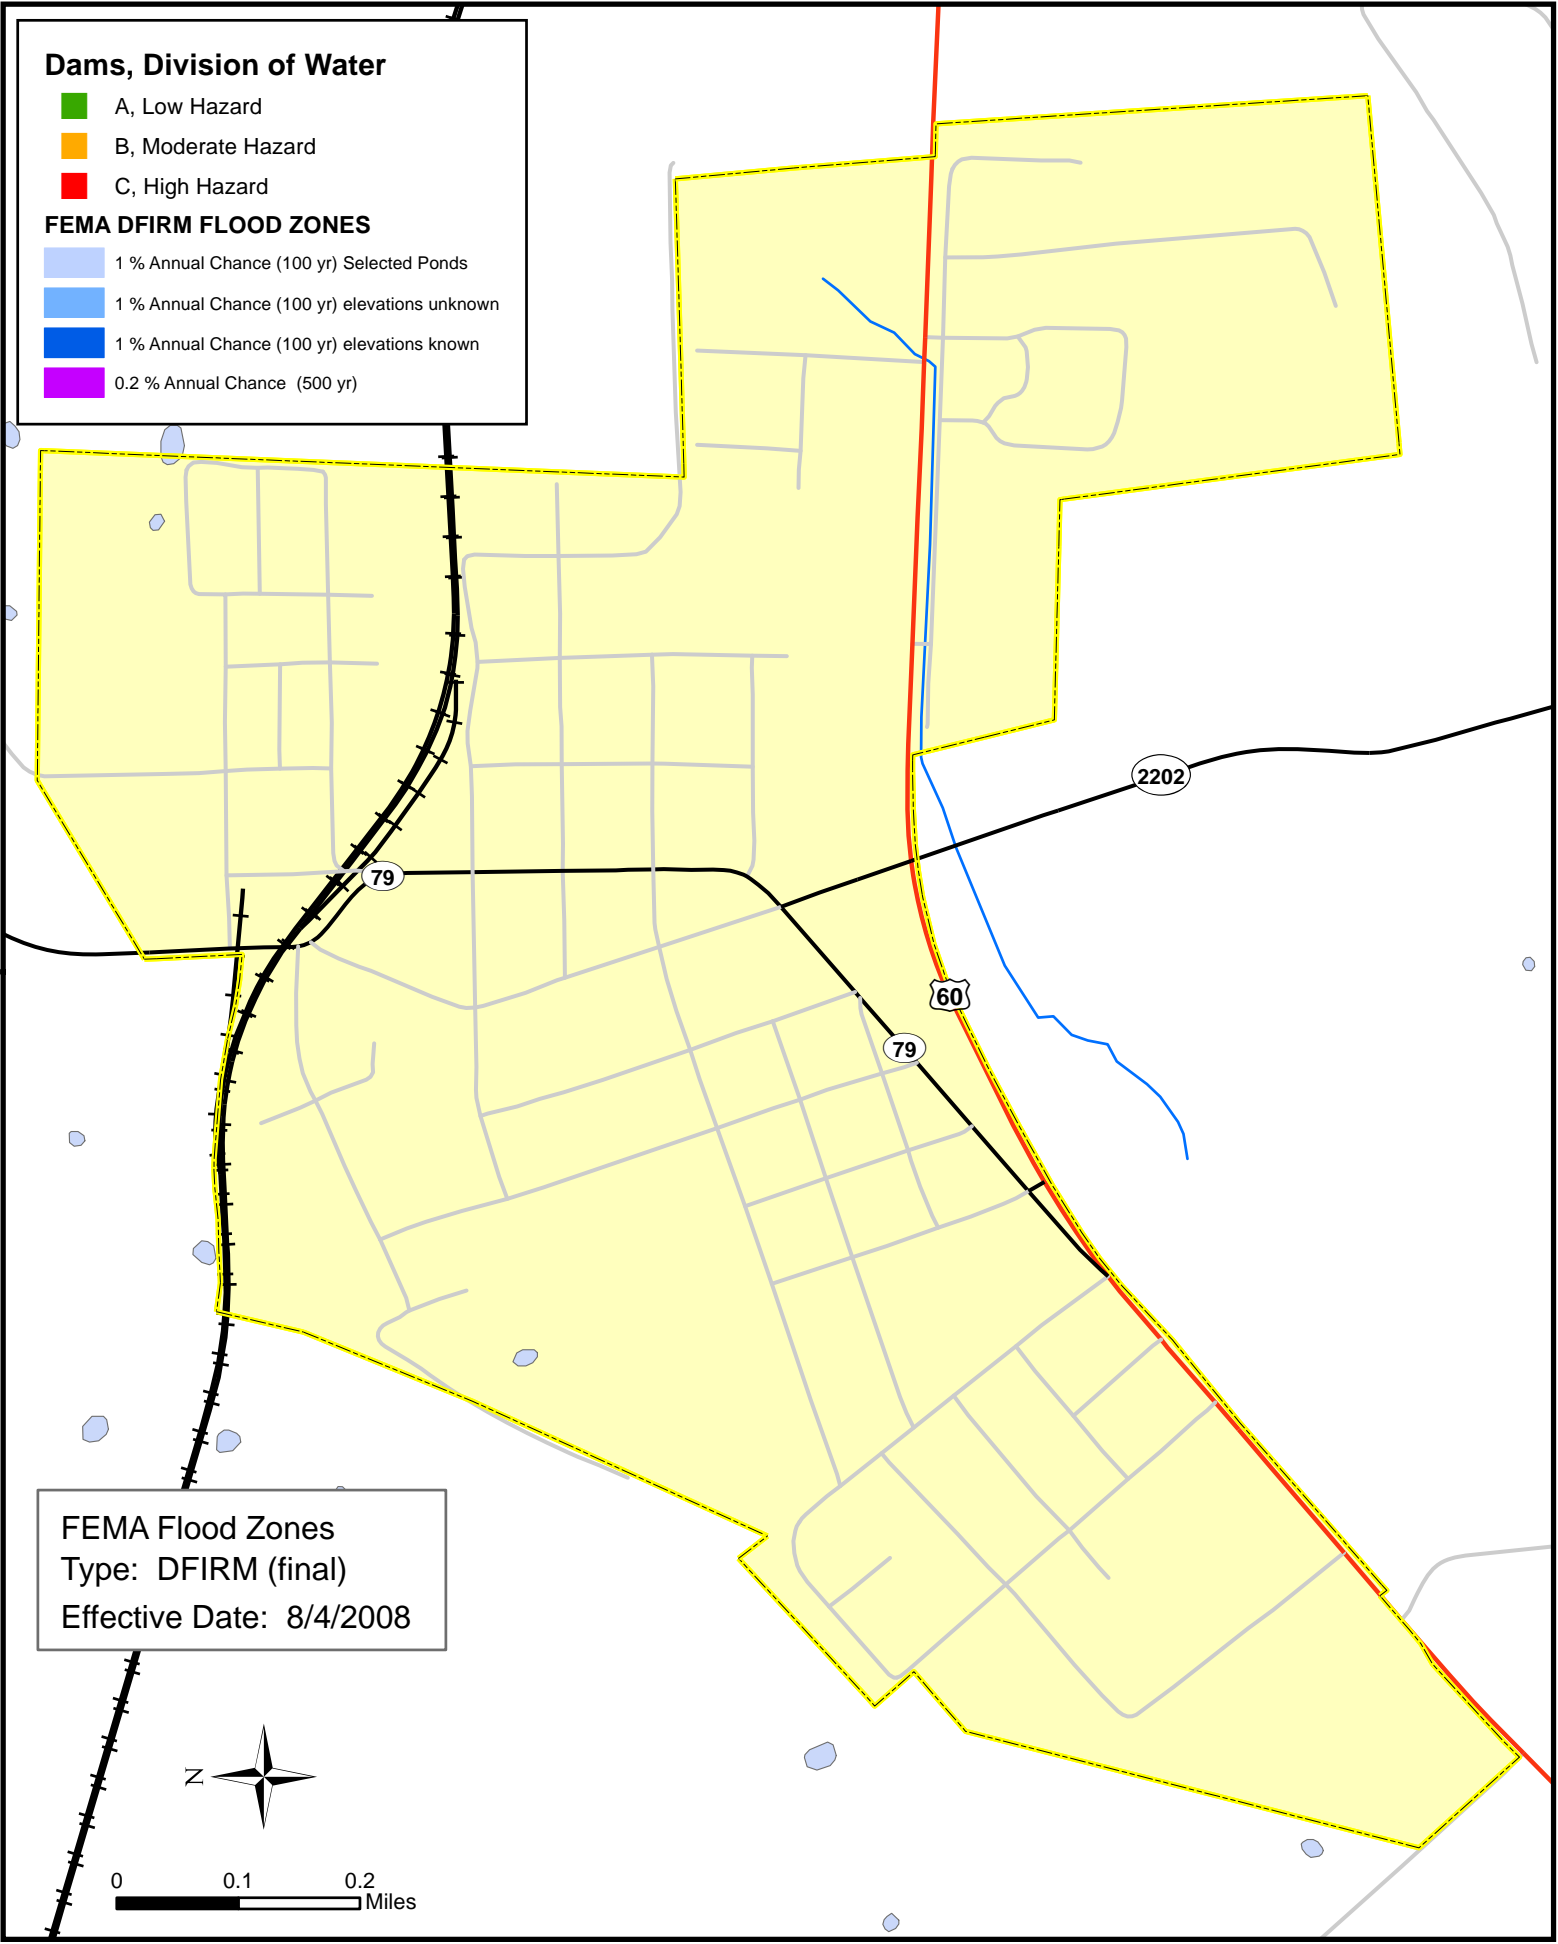 Dams, Division of Water
A, Low Hazard
B, Moderate Hazard
C, High Hazard
FEMA DFIRM FLOOD ZONES
1 % Annual Chance (100 yr) Selected Ponds
1 % Annual Chance (100 yr) elevations unknown
1 % Annual Chance (100 yr) elevations known
0.2 % Annual Chance  (500 yr)
2202
79
60
79
FEMA Flood Zones
Type:  DFIRM (final)
Effective Date:  8/4/2008
N
0 0.1 0.2
Miles